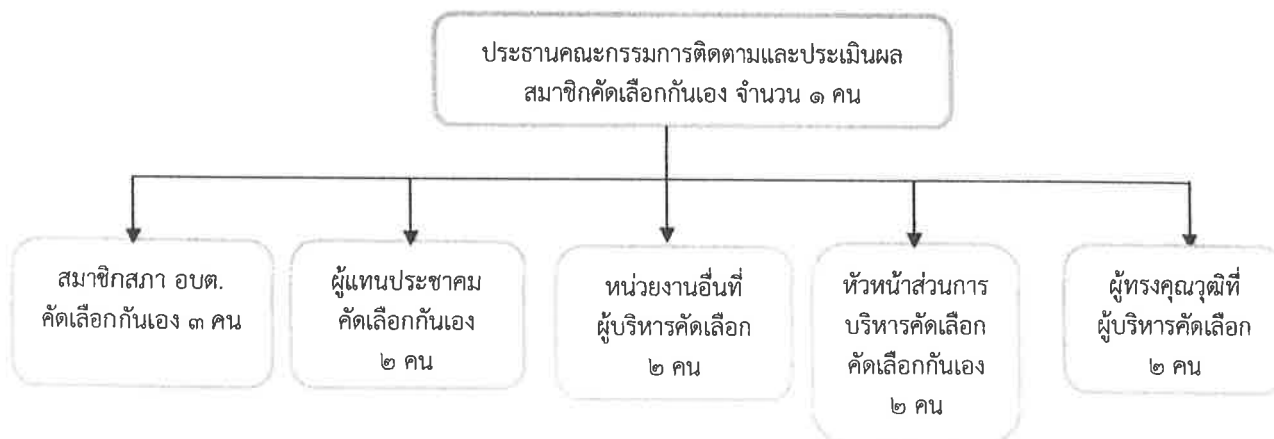 ประธานคณะกรรมการติดตามและประเมินผล
สมาชิกคัดเลือกกันเอง จำนวน ๑ คน
สมาชิกสภา อบต.
คัดเลือกกันเอง ๓ คน
ผู้แทนประชาคม
คัดเลือกกันเอง
๒ คน
หน่วยงานอื่นที่
ผู้บริหารคัดเลือก
๒ คน
หัวหน้าส่วนการ
บริหารคัดเลือก
คัดเลือกกันเอง
๒ คน
ผู้ทรงคุณวุฒิที่
ผู้บริหารคัดเลือก
๒ คน